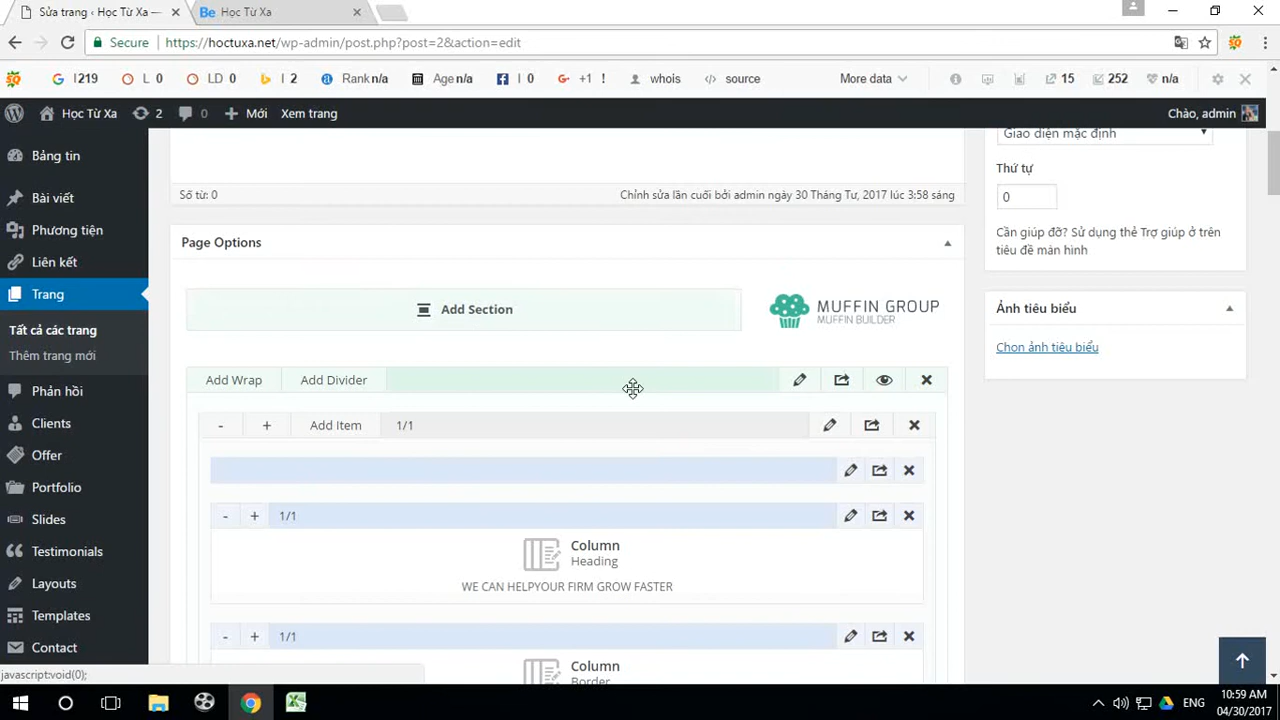 Sửa trang ‹ Học Từ Xa —
Học Từ Xa
Secure https://hoctuxa.net/wp-admin/post.php?post=2&action=edit
I 219 L 0 LD 0 I 2 Rank n/a Age n/a I 0 +1 ! whois source More data 15 252 n/a
Học Từ Xa 2 0 Mới Xem trang Chào, admin
Bảng tin
Bài viết
Phương tiện
Liên kết
Trang
Tất cả các trang
Thêm trang mới
Phản hồi
Clients
Offer
Portfolio
Slides
Testimonials
Layouts
Templates
Contact
Số từ: 0 Chỉnh sửa lần cuối bởi admin ngày 30 Tháng Tư, 2017 lúc 3:58 sáng
Page Options
Add Section
MUFFIN GROUP
MUFFIN BUILDER
Add Wrap Add Divider
- + Add Item 1/1
- + 1/1
Column
Heading
WE CAN HELPYOUR FIRM GROW FASTER
- + 1/1
Column
Border
Giao diện mặc định
Thứ tự
0
Cần giúp đỡ? Sử dụng thẻ Trợ giúp ở trên
tiêu đề màn hình
Ảnh tiêu biểu
Chọn ảnh tiêu biểu
javascript:void(0);
ENG
10:59 AM
04/30/2017